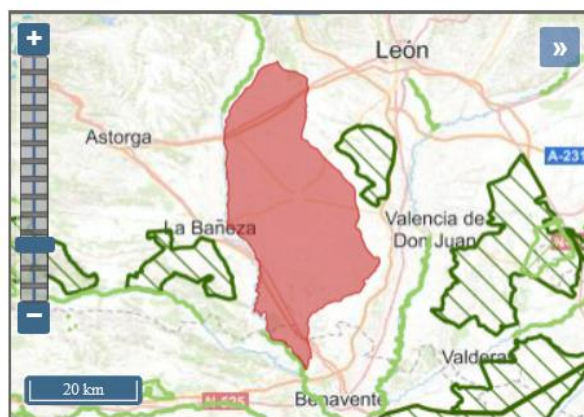 +
»
León
Astorga
A-231
La Bañeza
Valencia de
Don Juan
Valdera
20 km
N-525
Benavente